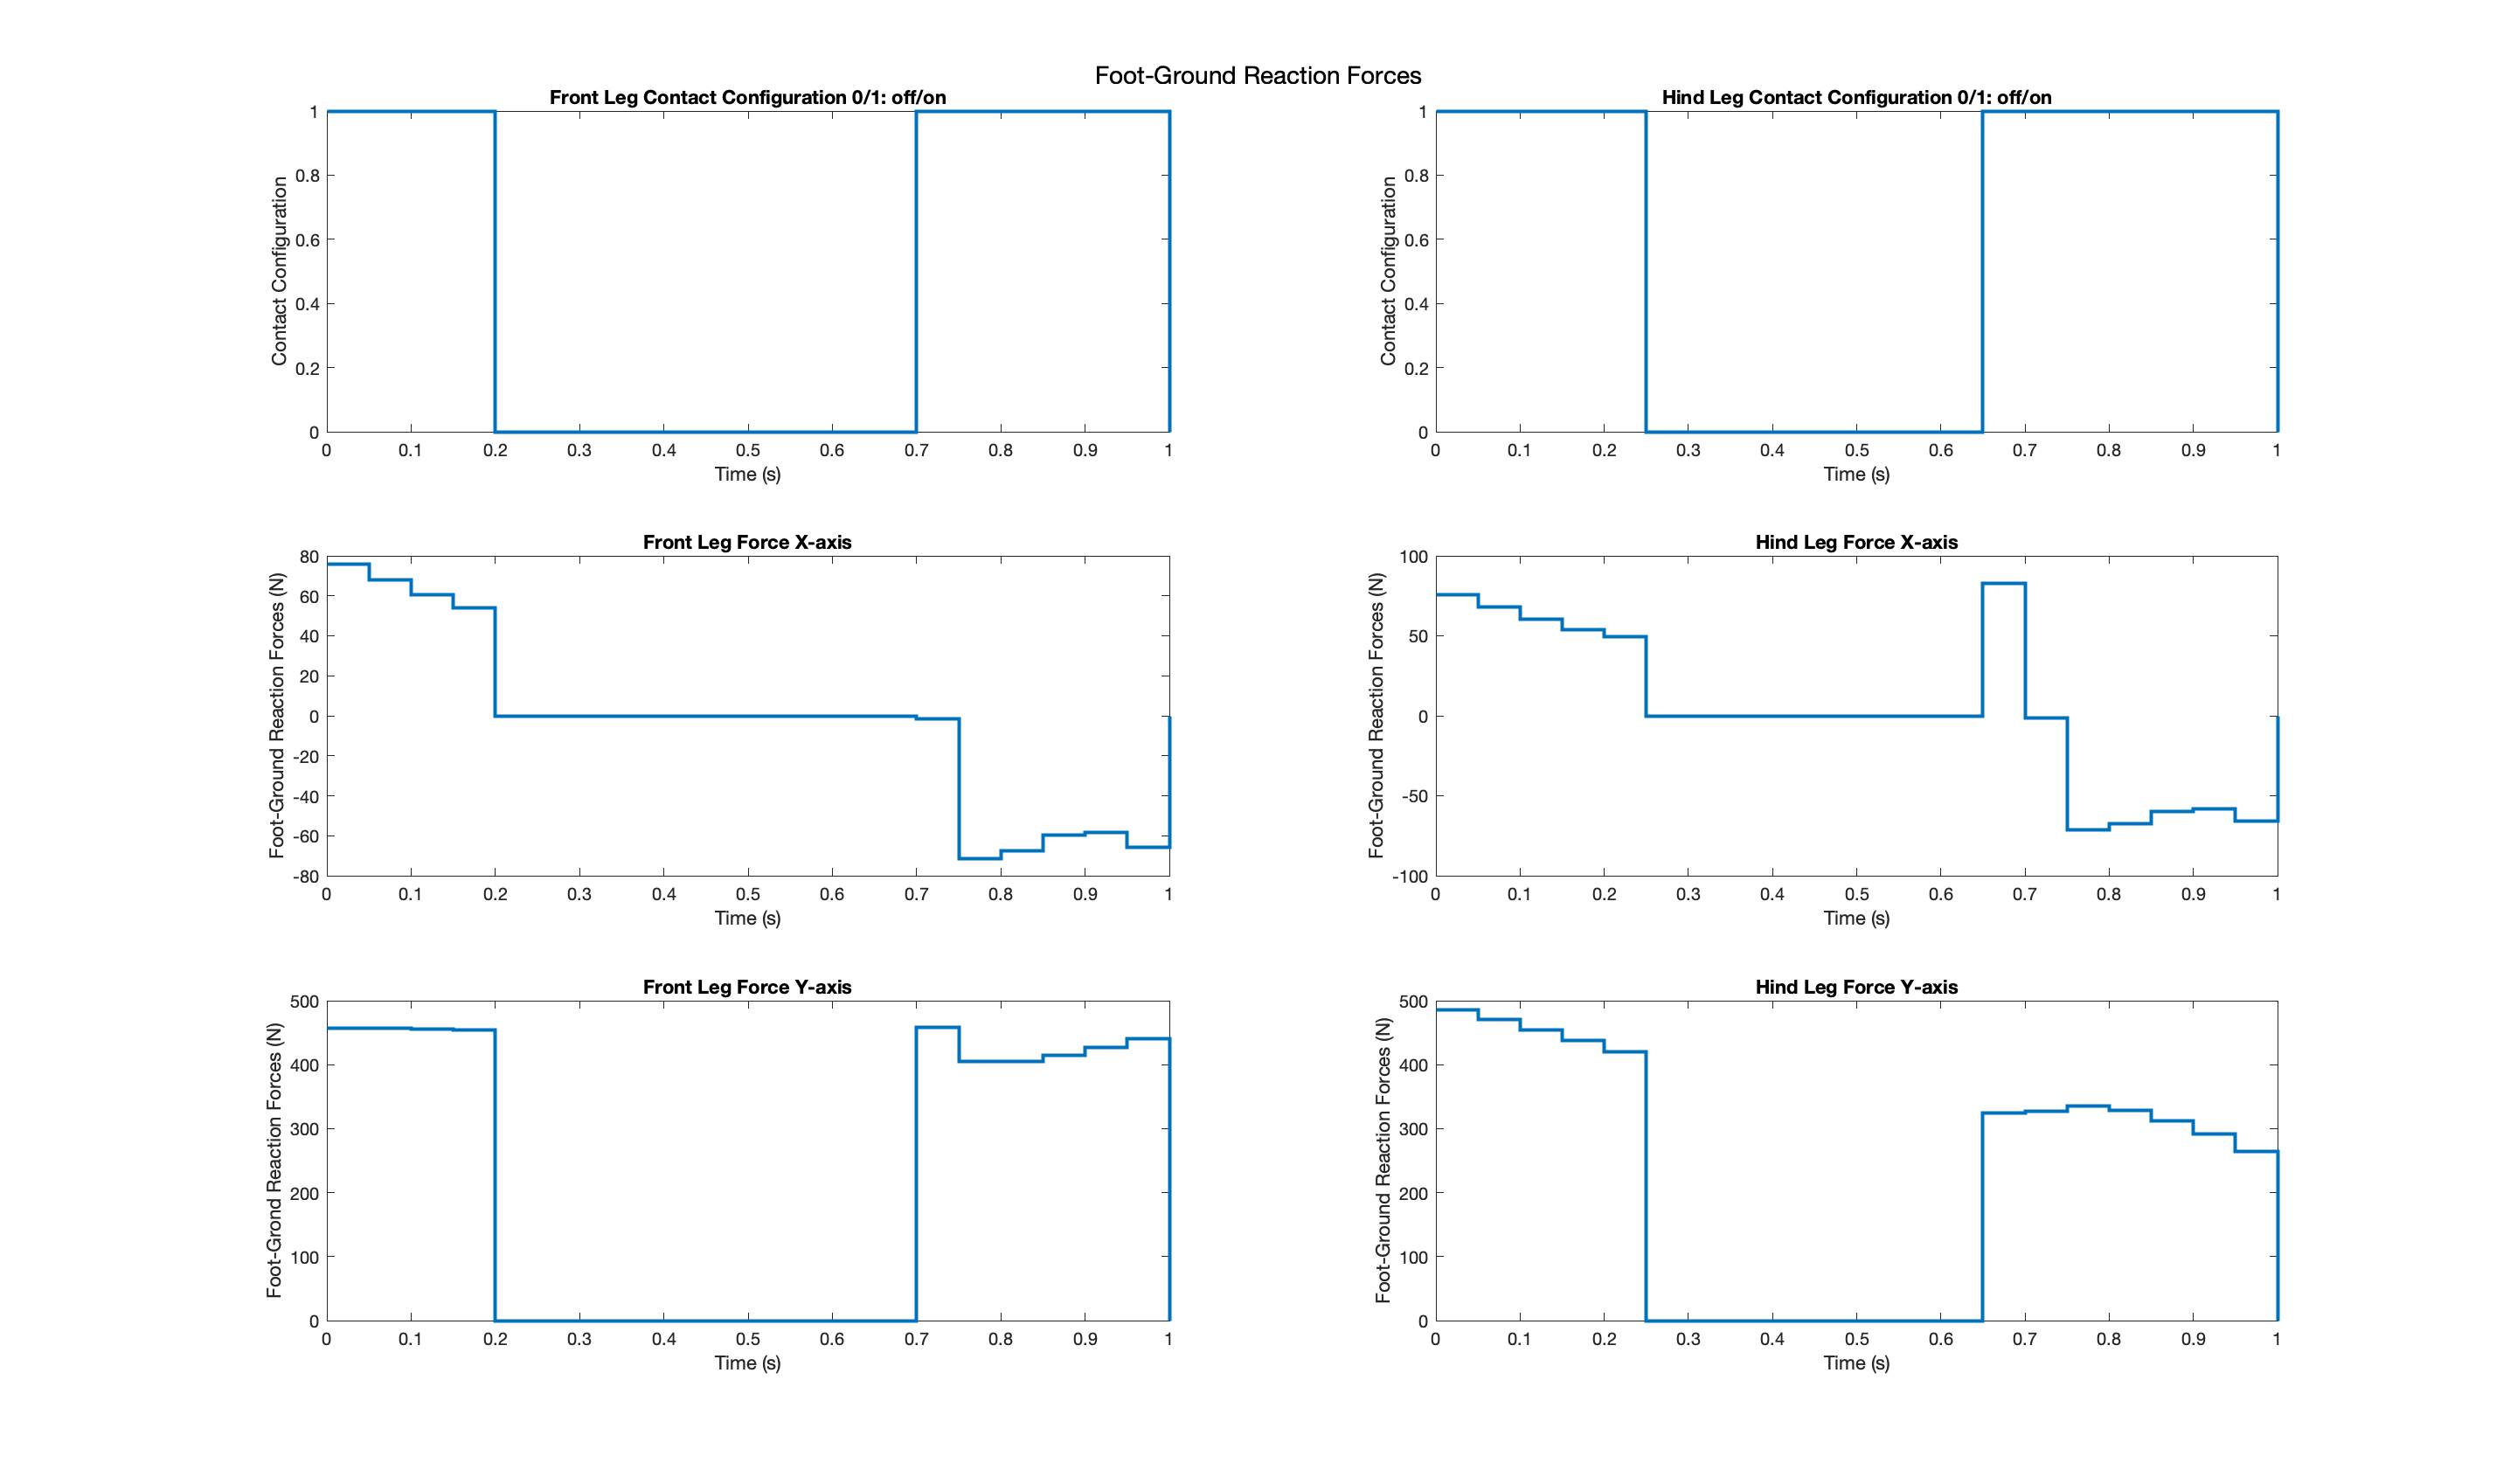 Foot-Ground Reaction Forces
Front Leg Contact Configuration 0/1: off/on
Contact Configuration
1
0.8
0.6
0.4
0.2
0
0 0.1 0.2 0.3 0.4 0.5 0.6 0.7 0.8 0.9 1
Time (s)
Hind Leg Contact Configuration 0/1: off/on
Contact Configuration
1
0.8
0.6
0.4
0.2
0
0 0.1 0.2 0.3 0.4 0.5 0.6 0.7 0.8 0.9 1
Time (s)
Front Leg Force X-axis
Foot-Ground Reaction Forces (N)
80
60
40
20
0
-20
-40
-60
-80
0 0.1 0.2 0.3 0.4 0.5 0.6 0.7 0.8 0.9 1
Time (s)
Hind Leg Force X-axis
Foot-Ground Reaction Forces (N)
100
50
0
-50
-100
0 0.1 0.2 0.3 0.4 0.5 0.6 0.7 0.8 0.9 1
Time (s)
Front Leg Force Y-axis
Foot-Grond Reaction Forces (N)
500
400
300
200
100
0
0 0.1 0.2 0.3 0.4 0.5 0.6 0.7 0.8 0.9 1
Time (s)
Hind Leg Force Y-axis
Foot-Ground Reaction Forces (N)
500
400
300
200
100
0
0 0.1 0.2 0.3 0.4 0.5 0.6 0.7 0.8 0.9 1
Time (s)